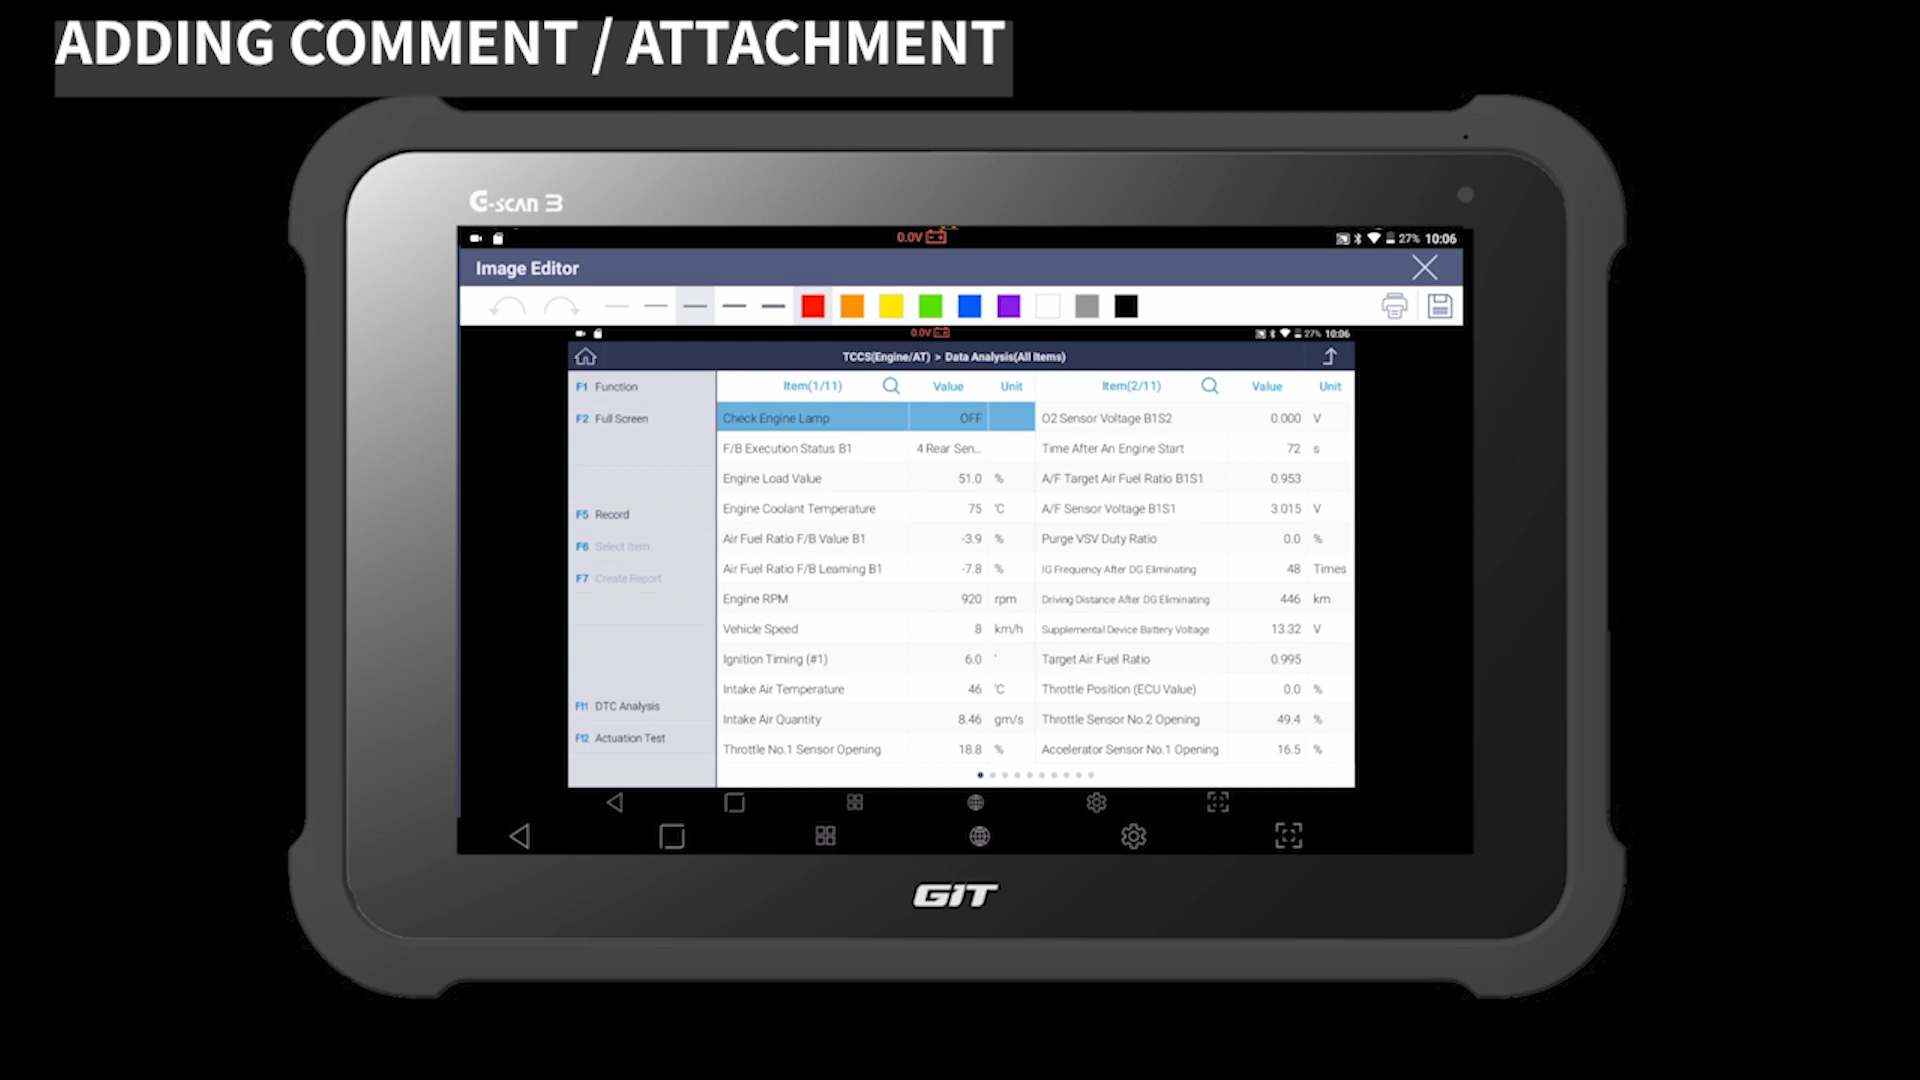 ADDING COMMENT / ATTACHMENT
G-scan 3
0.0V 27% 10:06
Image Editor
0.0V 27% 10:06
TCCS(Engine/AT) > Data Analysis(All Items)
F1 Function Item(1/11) Value Unit Item(2/11) Value Unit
F2 Full Screen Check Engine Lamp OFF O2 Sensor Voltage B1S2 0.000 V
F/B Execution Status B1 4 Rear Sen... Time After An Engine Start 72 s
Engine Load Value 51.0 % A/F Target Air Fuel Ratio B1S1 0.953
F5 Record Engine Coolant Temperature 75 'C A/F Sensor Voltage B1S1 3.015 V
F6 Select Item Air Fuel Ratio F/B Value B1 -3.9 % Purge VSV Duty Ratio 0.0 %
F7 Create Report Air Fuel Ratio F/B Learning B1 -7.8 % IG Frequency After DG Eliminating 48 Times
Engine RPM 920 rpm Driving Distance After DG Eliminating 446 km
Vehicle Speed 8 km/h Supplemental Device Battery Voltage 13.32 V
Ignition Timing (#1) 6.0 ' Target Air Fuel Ratio 0.995
Intake Air Temperature 46 'C Throttle Position (ECU Value) 0.0 %
F11 DTC Analysis Intake Air Quantity 8.46 gm/s Throttle Sensor No.2 Opening 49.4 %
F12 Actuation Test Throttle No.1 Sensor Opening 18.8 % Accelerator Sensor No.1 Opening 16.5 %
GIT